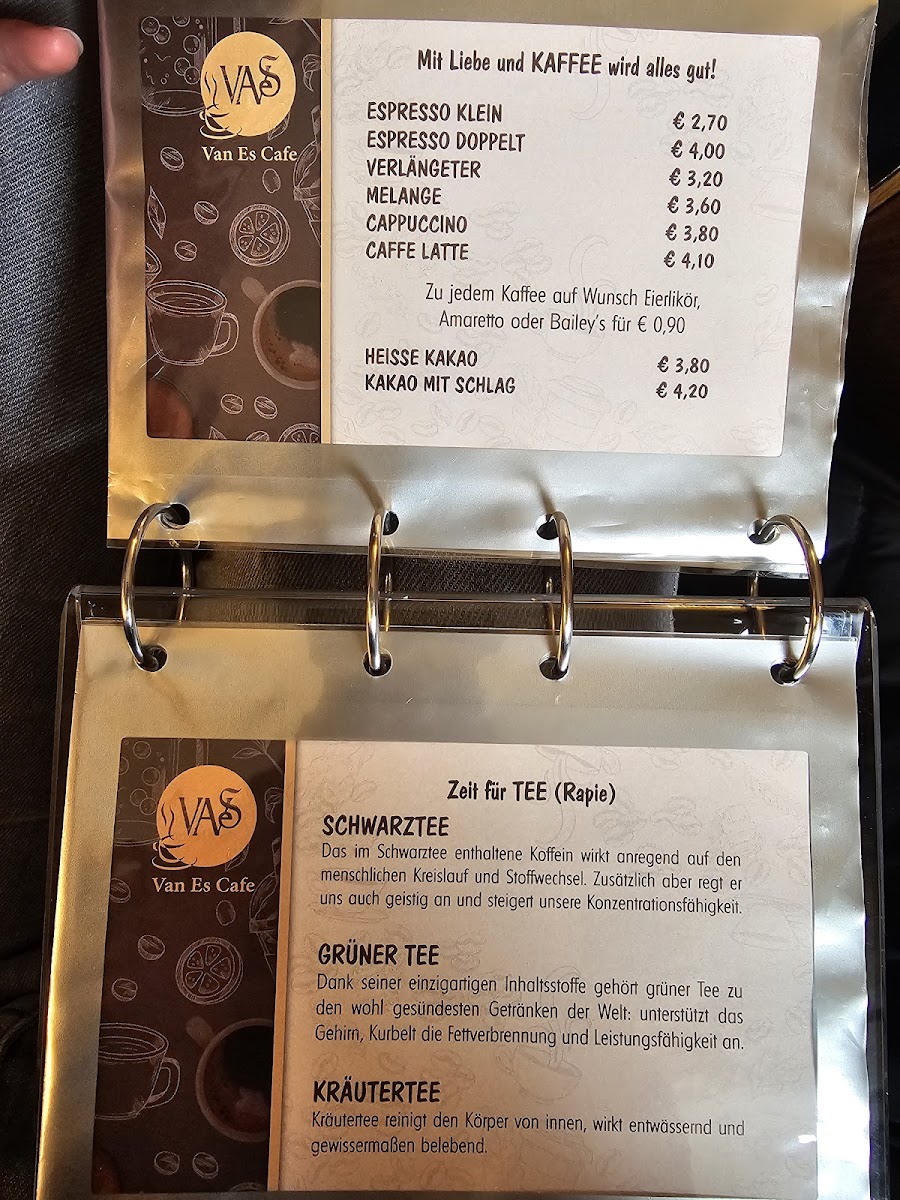 VAS
Van Es Cafe
Mit Liebe und KAFFEE wird alles gut!
ESPRESSO KLEIN € 2,70
ESPRESSO DOPPELT € 4,00
VERLÄNGETER € 3,20
MELANGE € 3,60
CAPPUCCINO € 3,80
CAFFE LATTE € 4,10
Zu jedem Kaffee auf Wunsch Eierlikör,
Amaretto oder Bailey's für € 0,90
HEISSE KAKAO € 3,80
KAKAO MIT SCHLAG € 4,20
VAS
Van Es Cafe
Zeit für TEE (Rapie)
SCHWARZTEE
Das im Schwarztee enthaltene Koffein wirkt anregend auf den
menschlichen Kreislauf und Stoffwechsel. Zusätzlich aber regt er
uns auch geistig an und steigert unsere Konzentrationsfähigkeit.
GRÜNER TEE
Dank seiner einzigartigen Inhaltsstoffe gehört grüner Tee zu
den wohl gesündesten Getränken der Welt: unterstützt das
Gehirn, Kurbelt die Fettverbrennung und Leistungsfähigkeit an.
KRÄUTERTEE
Kräutertee reinigt den Körper von innen, wirkt entwässernd und
gewissermaßen belebend.